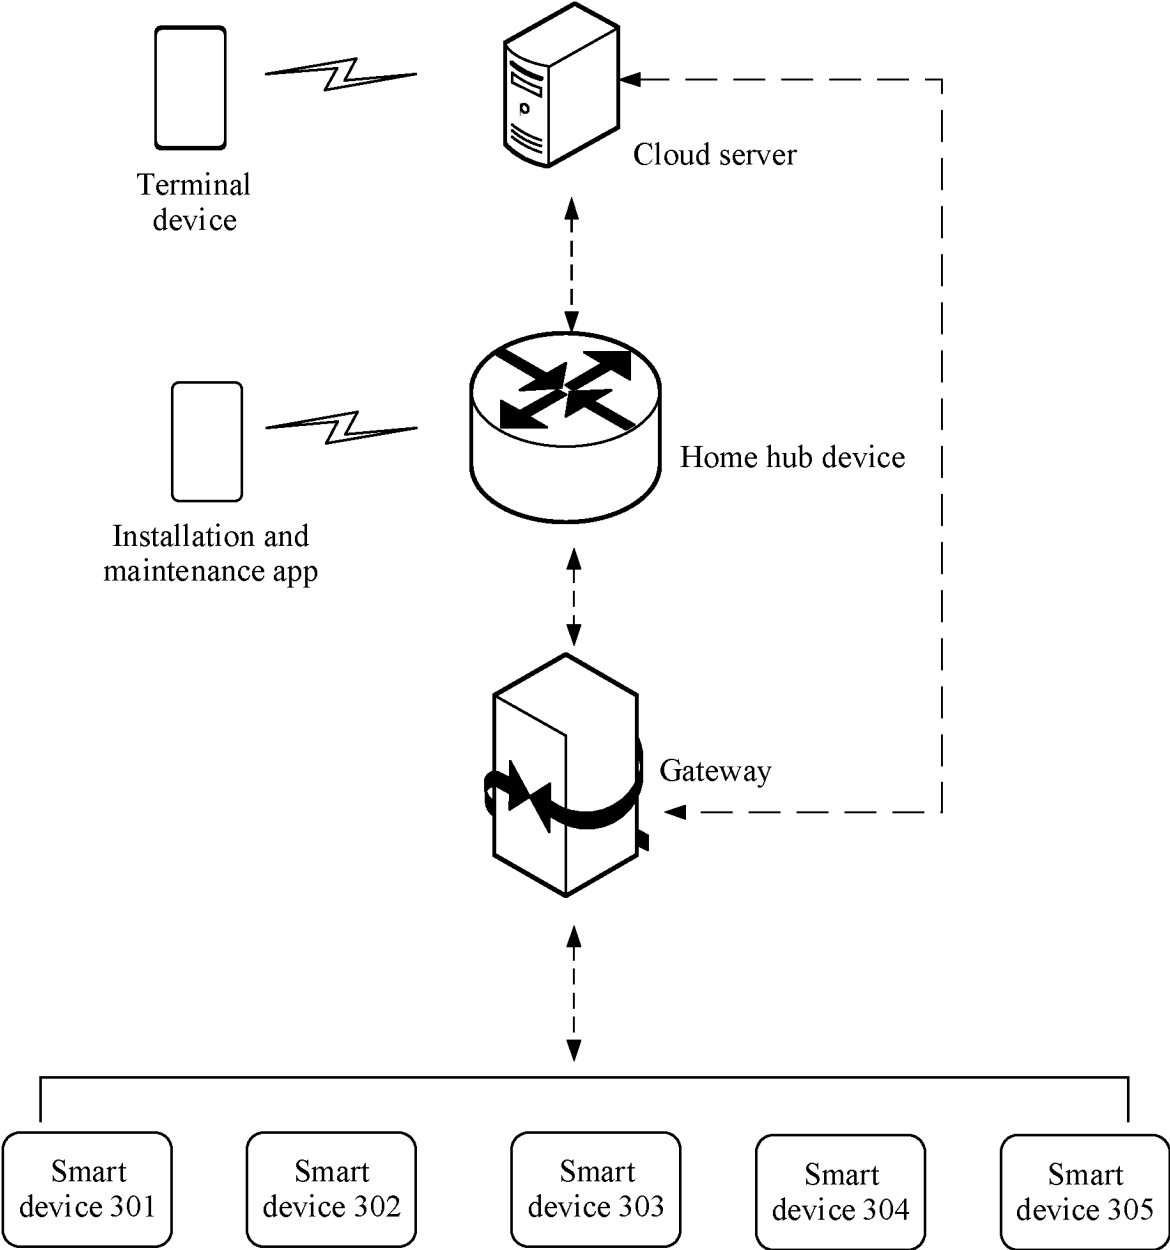 Cloud server
Terminal
device
Home hub device
Installation and
maintenance app
Gateway
Smart
device 301
Smart
device 302
Smart
device 303
Smart
device 304
Smart
device 305